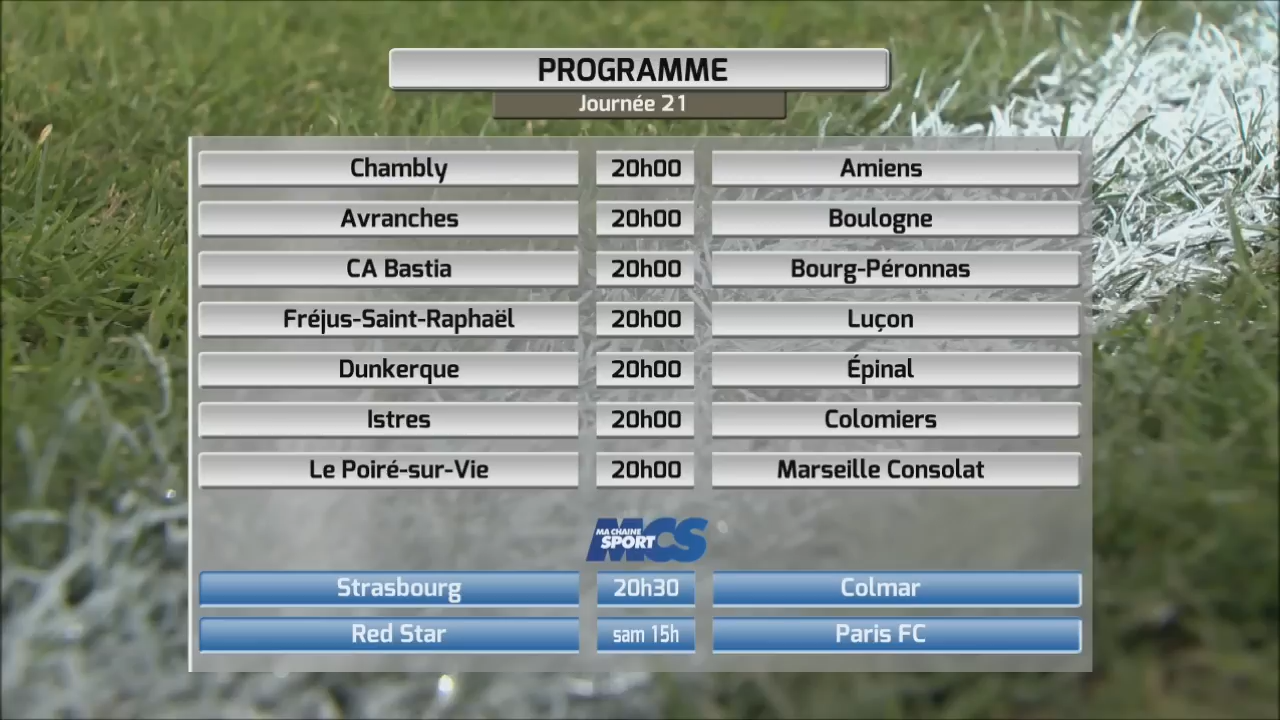 PROGRAMME
Journée 21
Chambly 20h00 Amiens
Avranches 20h00 Boulogne
CA Bastia 20h00 Bourg-Péronnas
Fréjus-Saint-Raphaël 20h00 Luçon
Dunkerque 20h00 Épinal
Istres 20h00 Colomiers
Le Poiré-sur-Vie 20h00 Marseille Consolat
MA CHAINE SPORT MCS
Strasbourg 20h30 Colmar
Red Star sam 15h Paris FC